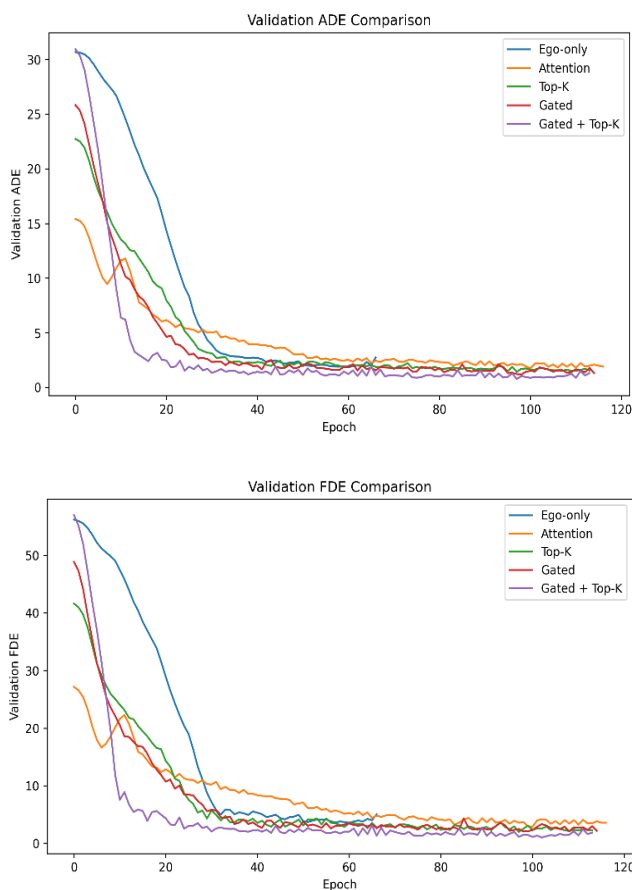 Validation ADE Comparison
30
25
20
15
10
5
0
Validation ADE
Ego-only
Attention
Top-K
Gated
Gated + Top-K
0 20 40 60 80 100 120
Epoch
Validation FDE Comparison
50
40
30
20
10
0
Validation FDE
Ego-only
Attention
Top-K
Gated
Gated + Top-K
0 20 40 60 80 100 120
Epoch